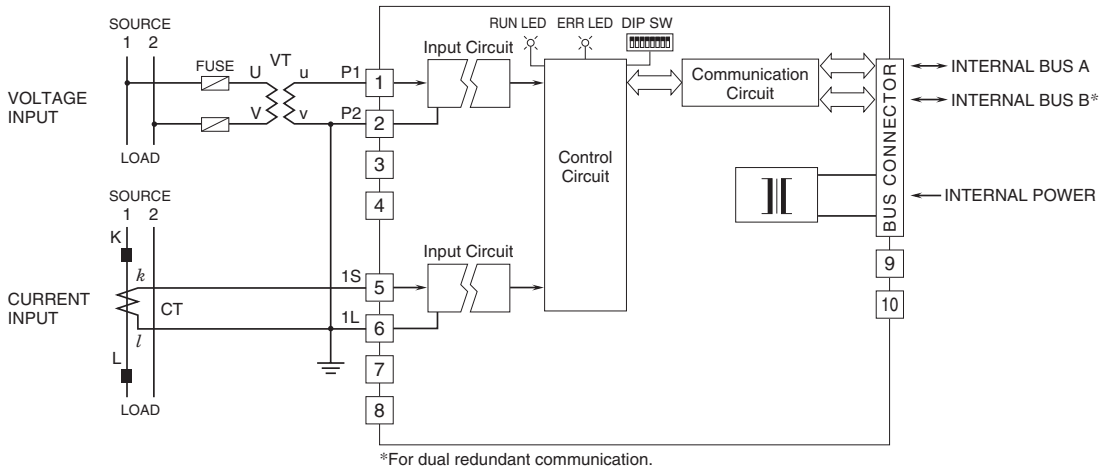 SOURCE
1 2
FUSE
U
VT
u
P1
1
V
v
P2
2
VOLTAGE
INPUT
LOAD
3
4
RUN LED
ERR LED
DIP SW
Input Circuit
Control
Circuit
Communication
Circuit
BUS CONNECTOR
INTERNAL BUS A
INTERNAL BUS B*
INTERNAL POWER
9
10
SOURCE
1 2
K
k
1S
5
Input Circuit
CURRENT
INPUT
CT
l
1L
6
L
7
8
LOAD
*For dual redundant communication.